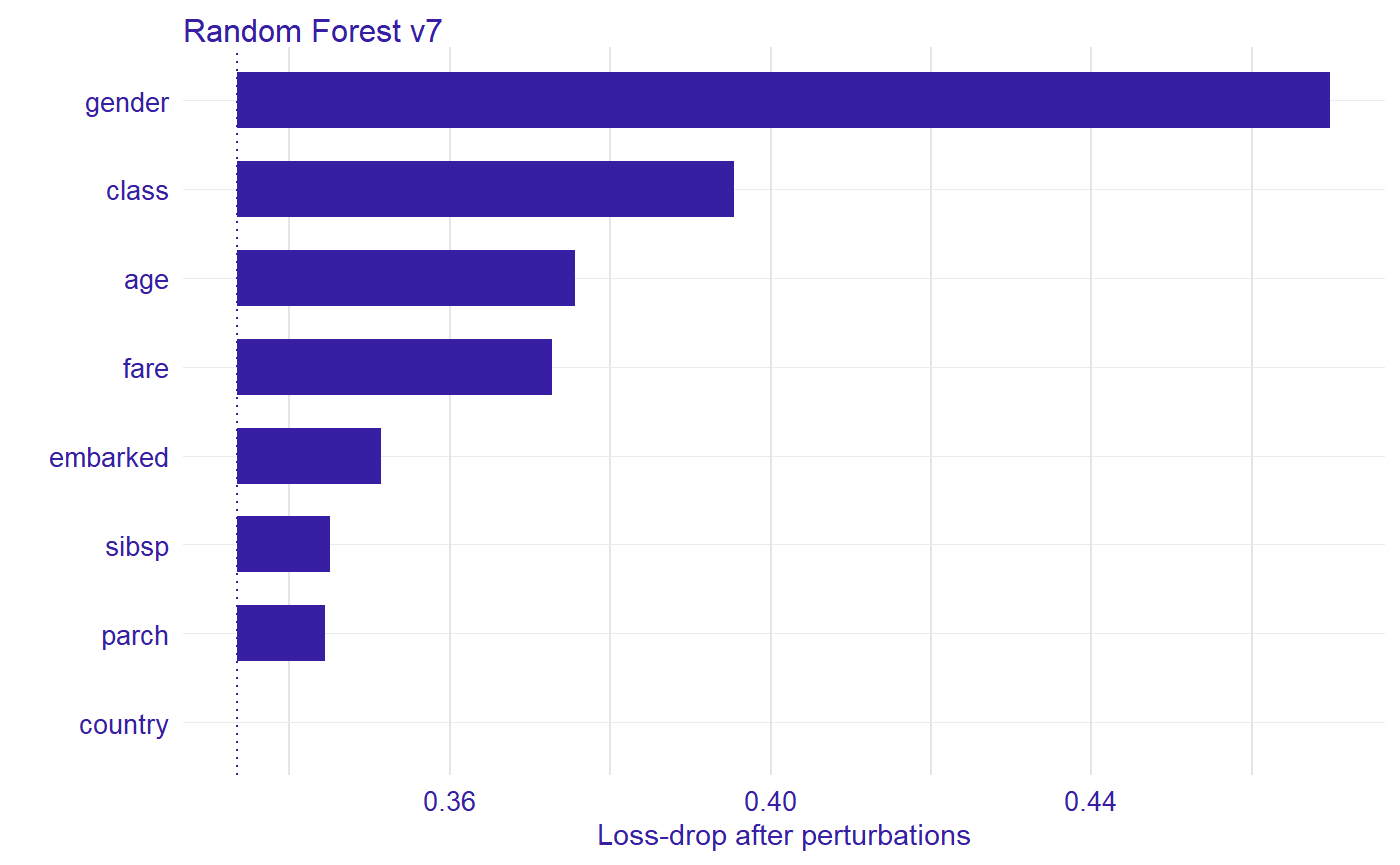 Random Forest v7
gender
class
age
fare
embarked
sibsp
parch
country
0.36 0.40 0.44
Loss-drop after perturbations